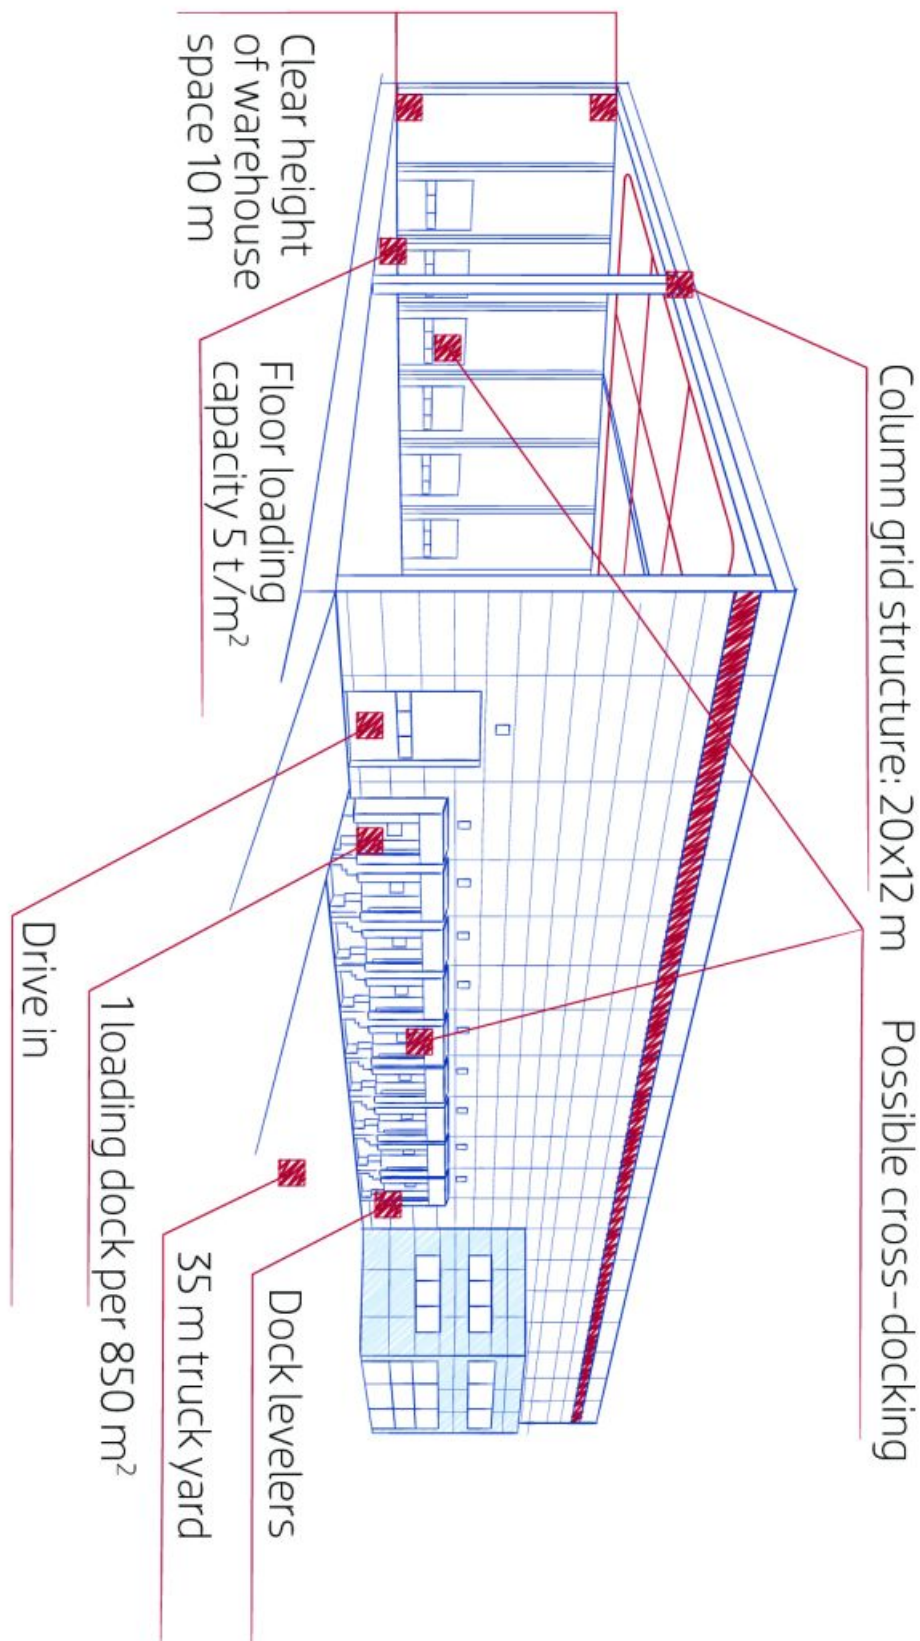 Column grid structure: 20x12 m
Possible cross-docking
Clear height
of warehouse
space 10 m
Floor loading
capacity 5 t/m²
Dock levelers
35 m truck yard
1 loading dock per 850 m²
Drive in